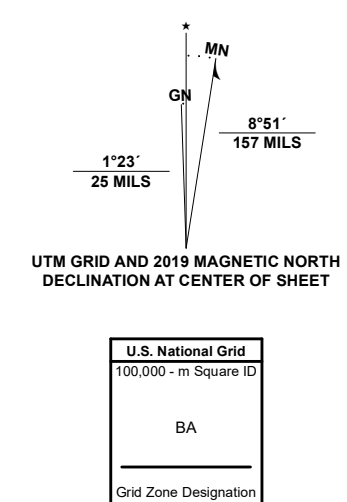 ★
MN
GN
8°51´
157 MILS
1°23´
25 MILS
UTM GRID AND 2019 MAGNETIC NORTH
DECLINATION AT CENTER OF SHEET
U.S. National Grid
100,000 - m Square ID
BA
Grid Zone Designation